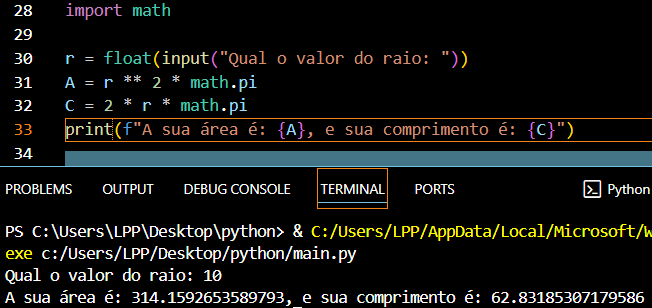 28 import math
29
30 r = float(input("Qual o valor do raio: "))
31 A = r ** 2 * math.pi
32 C = 2 * r * math.pi
33 print(f"A sua área é: {A}, e sua comprimento é: {C}")
34
PROBLEMS OUTPUT DEBUG CONSOLE TERMINAL PORTS Python
PS C:\Users\LPP\Desktop\python> & C:/Users/LPP/AppData/Local/Microsoft/W
exe c:/Users/LPP/Desktop/python/main.py
Qual o valor do raio: 10
A sua área é: 314.1592653589793, e sua comprimento é: 62.83185307179586